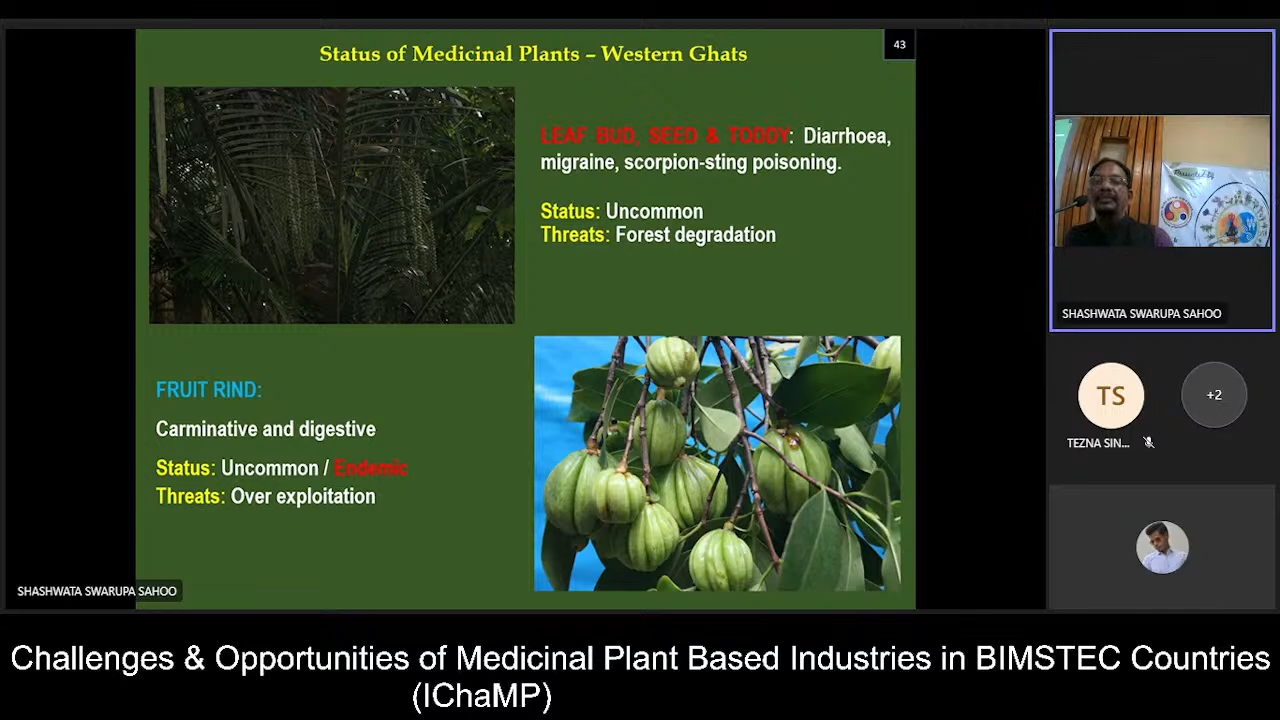 Status of Medicinal Plants – Western Ghats
43
LEAF BUD, SEED & TODDY: Diarrhoea,
migraine, scorpion-sting poisoning.
Status: Uncommon
Threats: Forest degradation
FRUIT RIND:
Carminative and digestive
Status: Uncommon / Endemic
Threats: Over exploitation
SHASHWATA SWARUPA SAHOO
SHASHWATA SWARUPA SAHOO
TS
+2
TEZNA SIN...
Challenges & Opportunities of Medicinal Plant Based Industries in BIMSTEC Countries
(IChaMP)